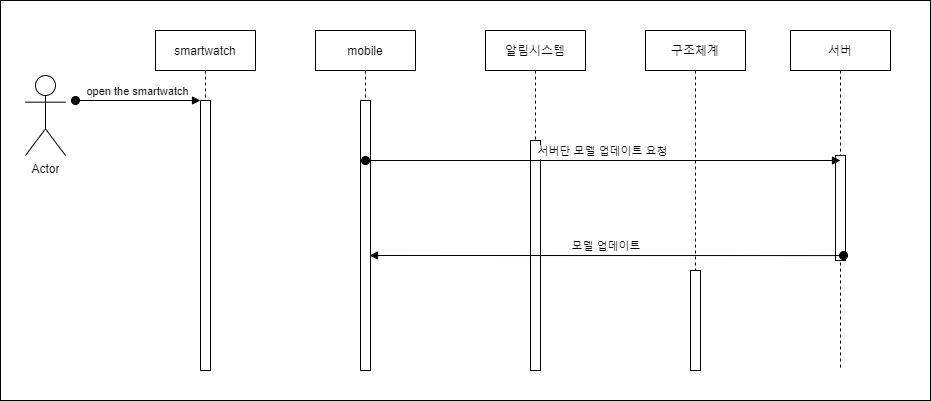 smartwatch
mobile
알림시스템
구조체계
서버
open the smartwatch
Actor
서버단 모델 업데이트 요청
모델 업데이트